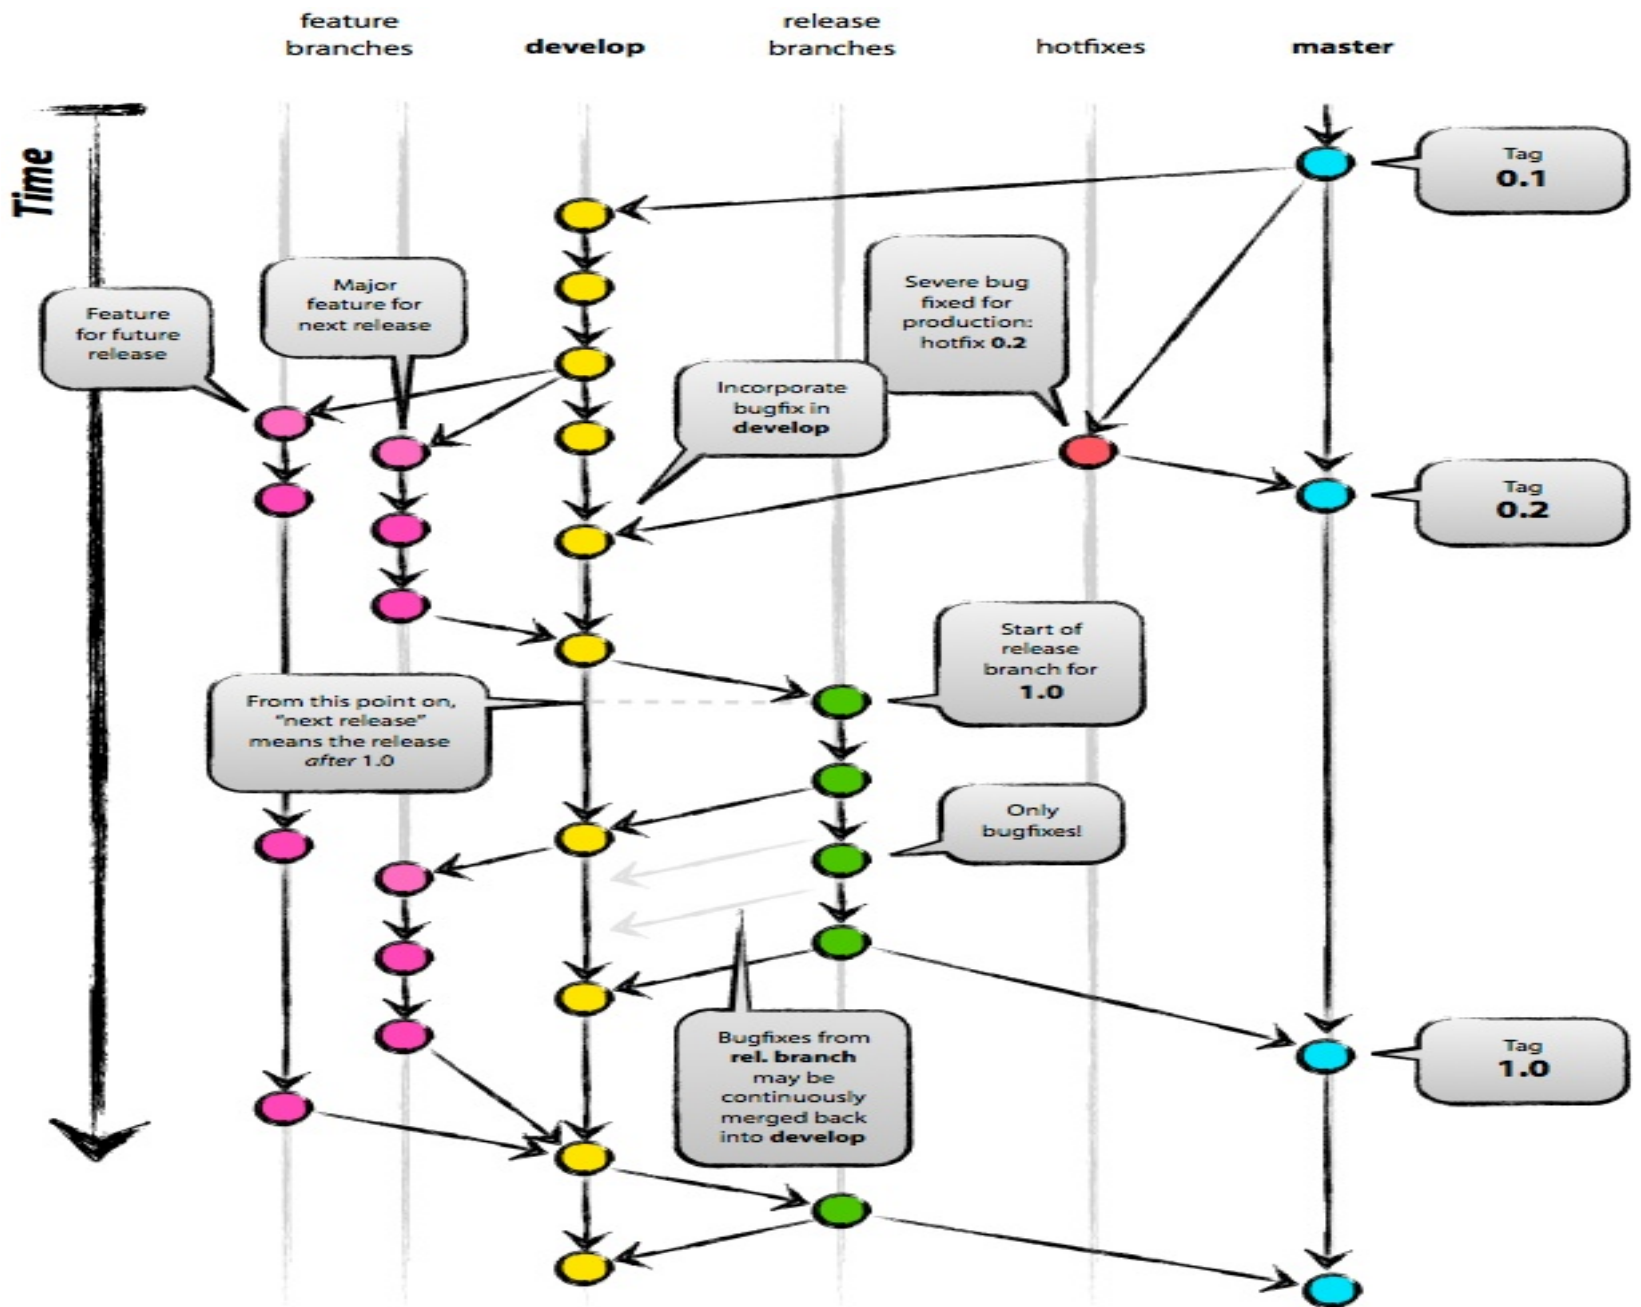 feature
branches
develop
release
branches
hotfixes
master
Time
Tag
0.1
Feature
for future
release
Major
feature for
next release
Severe bug
fixed for
production:
hotfix 0.2
Incorporate
bugfix in
develop
Tag
0.2
Start of
release
branch for
1.0
From this point on,
“next release”
means the release
after 1.0
Only
bugfixes!
Bugfixes from
rel. branch
may be
continuously
merged back
into develop
Tag
1.0